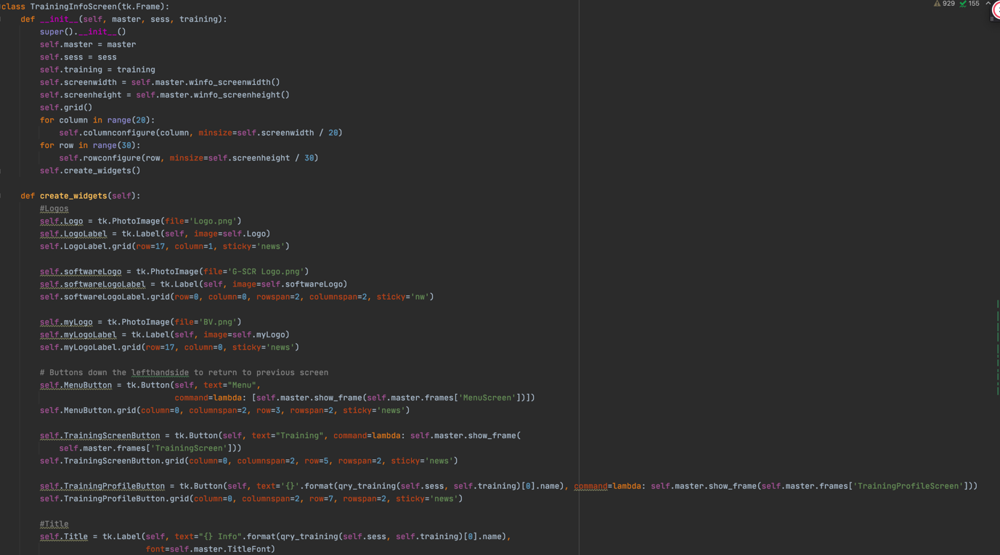 class TrainingInfoScreen(tk.Frame):
929 155
    def __init__(self, master, sess, training):
        super().__init__()
        self.master = master
        self.sess = sess
        self.training = training
        self.screenwidth = self.master.winfo_screenwidth()
        self.screenheight = self.master.winfo_screenheight()
        self.grid()
        for column in range(20):
            self.columnconfigure(column, minsize=self.screenwidth / 20)
        for row in range(30):
            self.rowconfigure(row, minsize=self.screenheight / 30)
        self.create_widgets()

    def create_widgets(self):
        #Logos
        self.Logo = tk.PhotoImage(file='Logo.png')
        self.LogoLabel = tk.Label(self, image=self.Logo)
        self.LogoLabel.grid(row=17, column=1, sticky='news')

        self.softwareLogo = tk.PhotoImage(file='G-SCR Logo.png')
        self.softwareLogoLabel = tk.Label(self, image=self.softwareLogo)
        self.softwareLogoLabel.grid(row=0, column=0, rowspan=2, columnspan=2, sticky='nw')

        self.myLogo = tk.PhotoImage(file='BV.png')
        self.myLogoLabel = tk.Label(self, image=self.myLogo)
        self.myLogoLabel.grid(row=17, column=0, sticky='news')

        # Buttons down the lefthandside to return to previous screen
        self.MenuButton = tk.Button(self, text="Menu",
                                    command=lambda: [self.master.show_frame(self.master.frames['MenuScreen'])])
        self.MenuButton.grid(column=0, columnspan=2, row=3, rowspan=2, sticky='news')

        self.TrainingScreenButton = tk.Button(self, text="Training", command=lambda: self.master.show_frame(
            self.master.frames['TrainingScreen']))
        self.TrainingScreenButton.grid(column=0, columnspan=2, row=5, rowspan=2, sticky='news')

        self.TrainingProfileButton = tk.Button(self, text='{}'.format(qry_training(self.sess, self.training)[0].name), command=lambda: self.master.show_frame(self.master.frames['TrainingProfileScreen']))
        self.TrainingProfileButton.grid(column=0, columnspan=2, row=7, rowspan=2, sticky='news')

        #Title
        self.Title = tk.Label(self, text="{} Info".format(qry_training(self.sess, self.training)[0].name),
                              font=self.master.TitleFont)